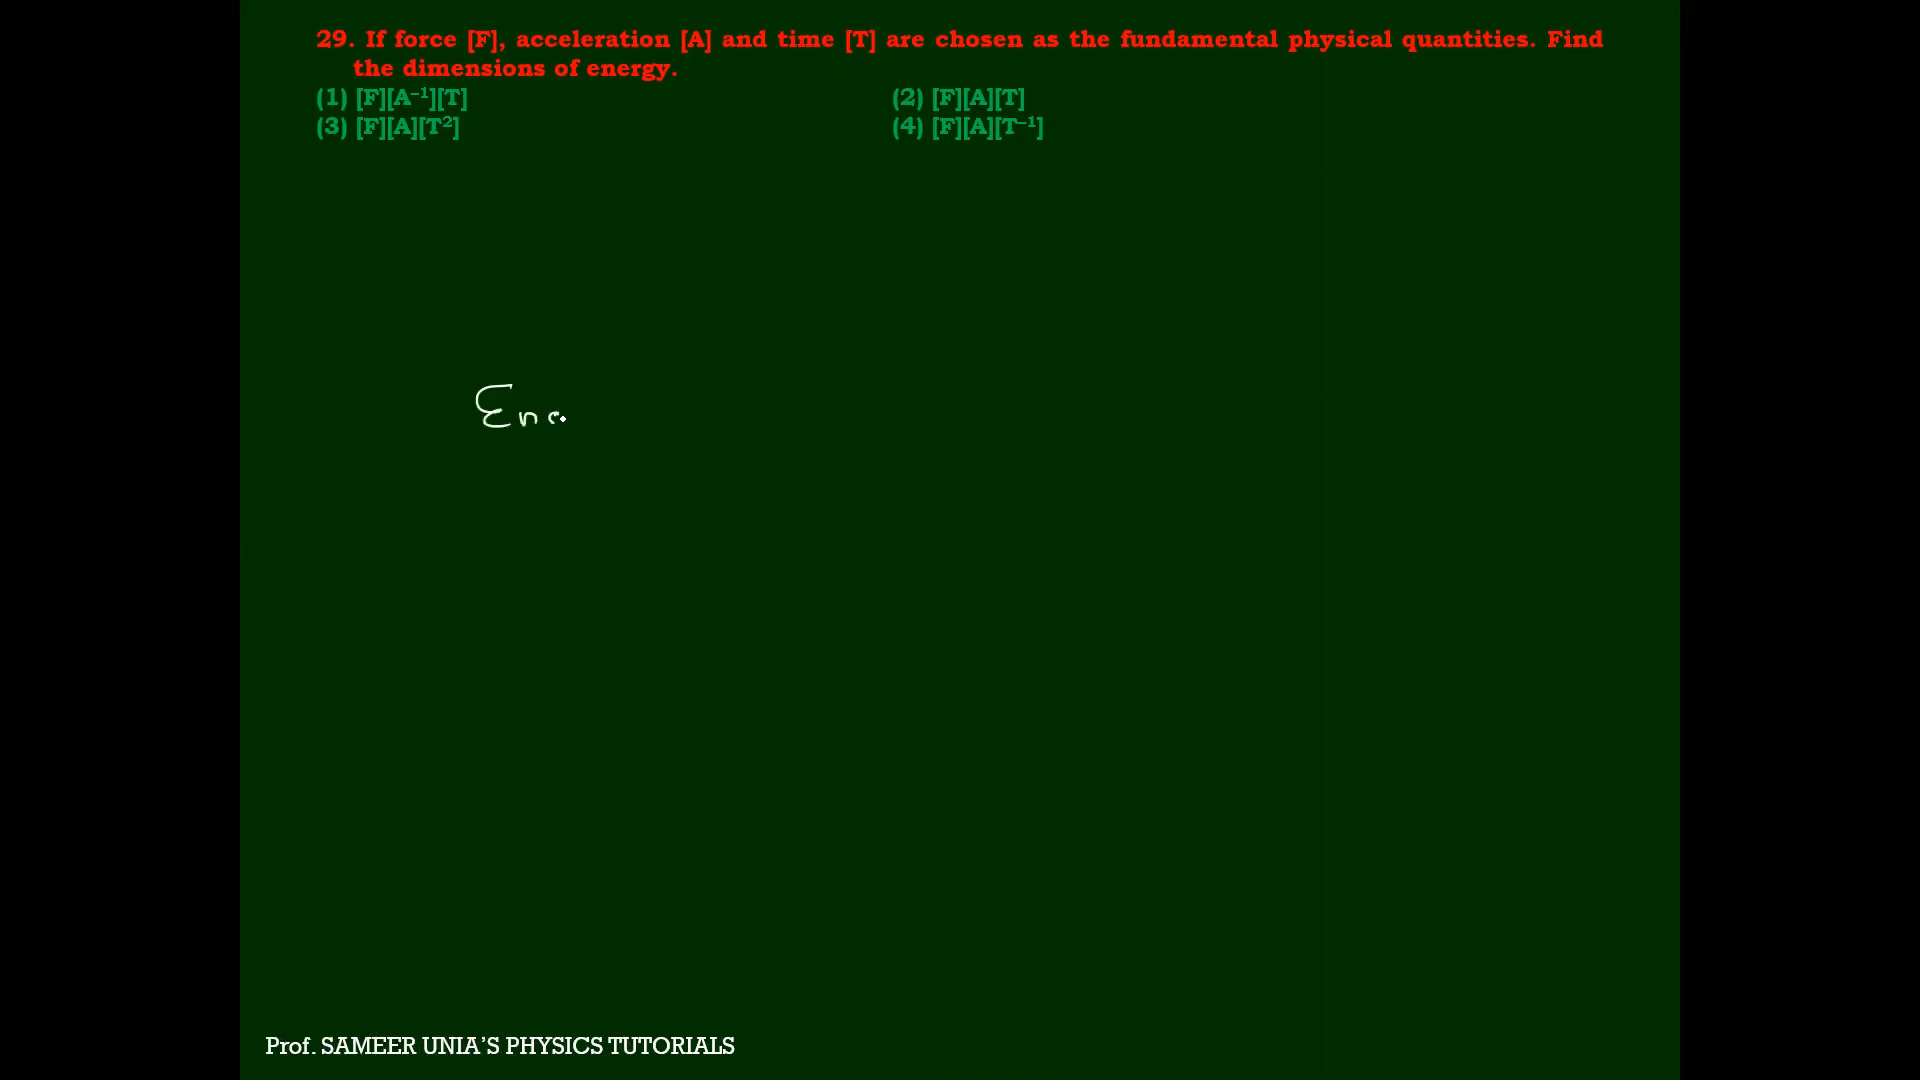 29. If force [F], acceleration [A] and time [T] are chosen as the fundamental physical quantities. Find
the dimensions of energy.
(1) [F][A⁻¹][T] (2) [F][A][T]
(3) [F][A][T²] (4) [F][A][T⁻¹]
Ene
Prof. SAMEER UNIA’S PHYSICS TUTORIALS